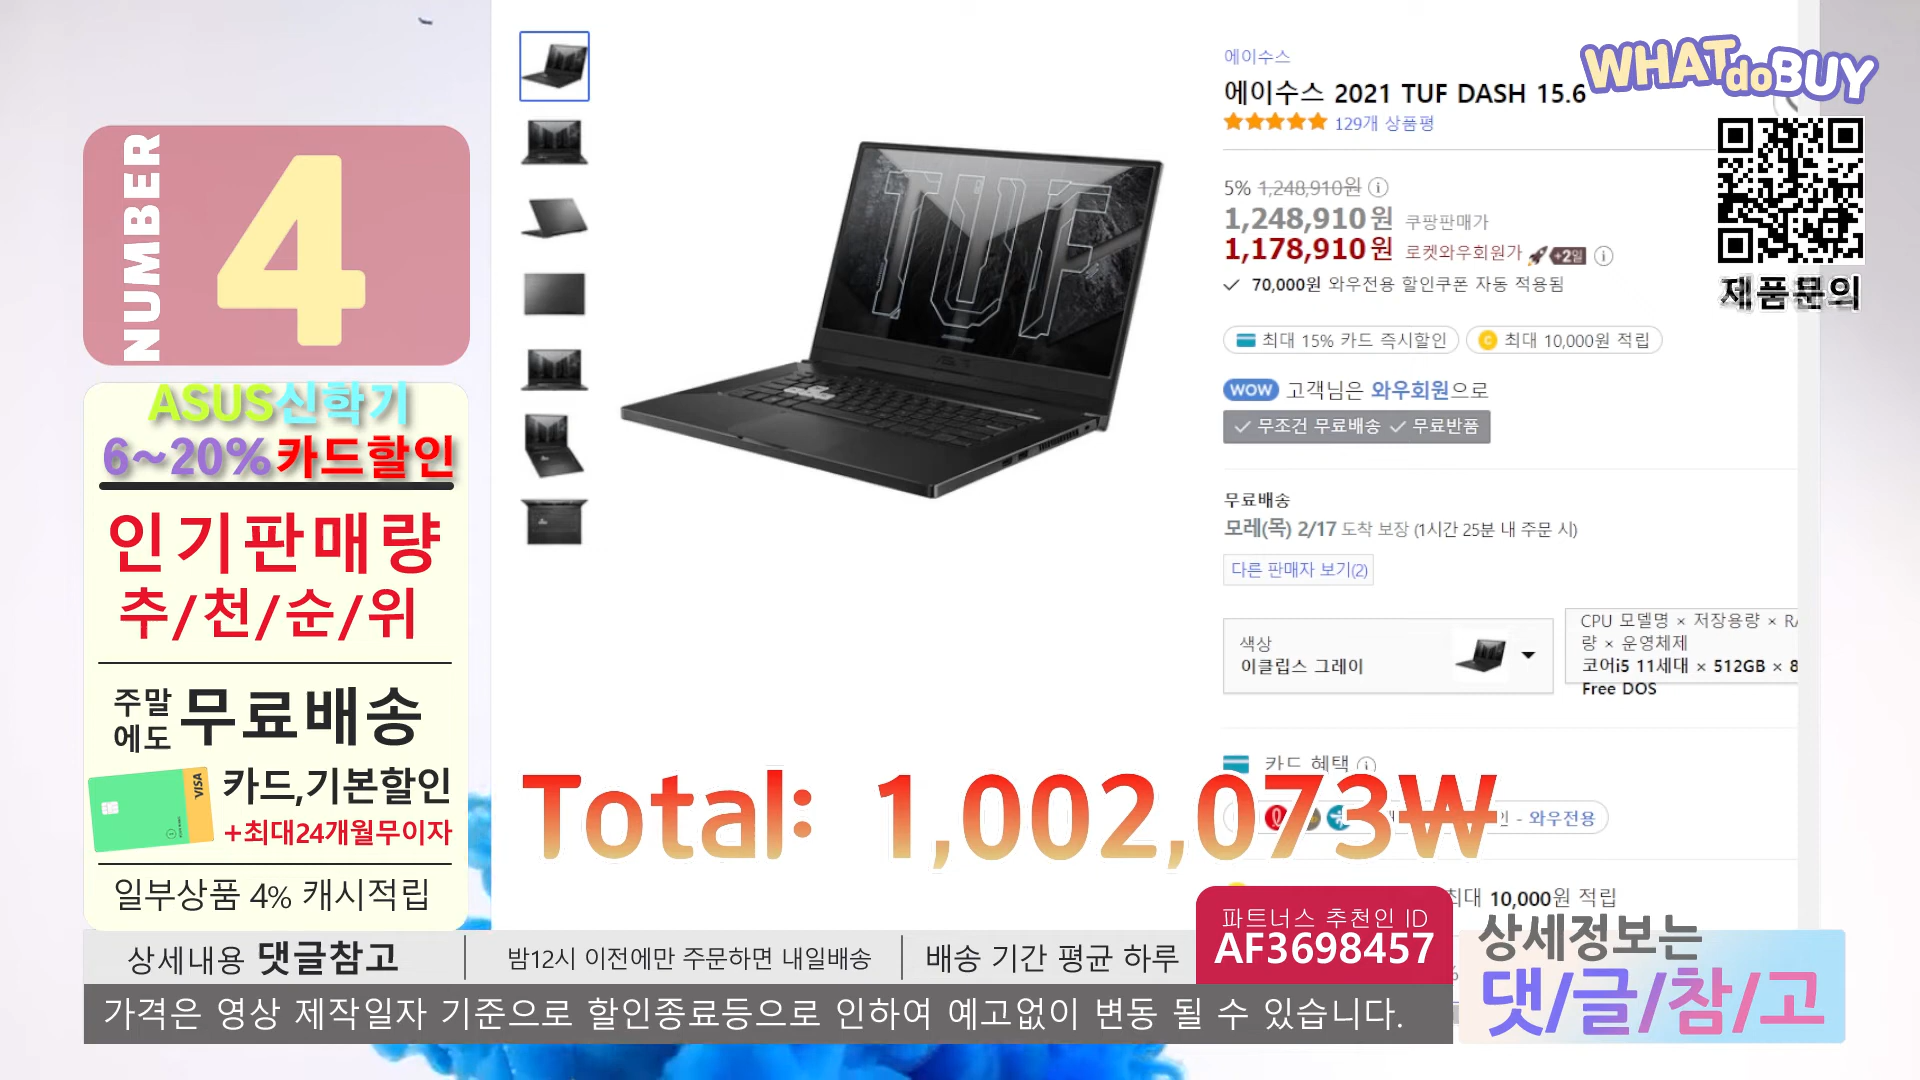 NUMBER
4
ASUS신학기
6~20%카드할인
인기판매량
추/천/순/위
주말
에도
무료배송
VISA
카드,기본할인
+최대24개월무이자
일부상품 4% 캐시적립
TUF
에이수스
에이수스 2021 TUF DASH 15.6
129개 상품평
5% 1,248,910원
1,248,910원 쿠팡판매가
1,178,910원 로켓와우회원가 +2일
70,000원 와우전용 할인쿠폰 자동 적용됨
최대 15% 카드 즉시할인
최대 10,000원 적립
WOW 고객님은 와우회원으로
무조건 무료배송 무료반품
무료배송
모레(목) 2/17 도착 보장 (1시간 25분 내 주문 시)
다른 판매자 보기(2)
색상
이클립스 그레이
CPU 모델명 × 저장용량 ×
량 × 운영체제
코어i5 11세대 × 512GB × 8
Free DOS
카드 혜택
- 와우전용
Total: 1,002,073₩
최대 10,000원 적립
WHAT do BUY
제품문의
파트너스 추천인 ID
AF3698457
상세정보는
댓/글/참/고
상세내용 댓글참고
밤12시 이전에만 주문하면 내일배송
배송 기간 평균 하루
가격은 영상 제작일자 기준으로 할인종료등으로 인하여 예고없이 변동 될 수 있습니다.